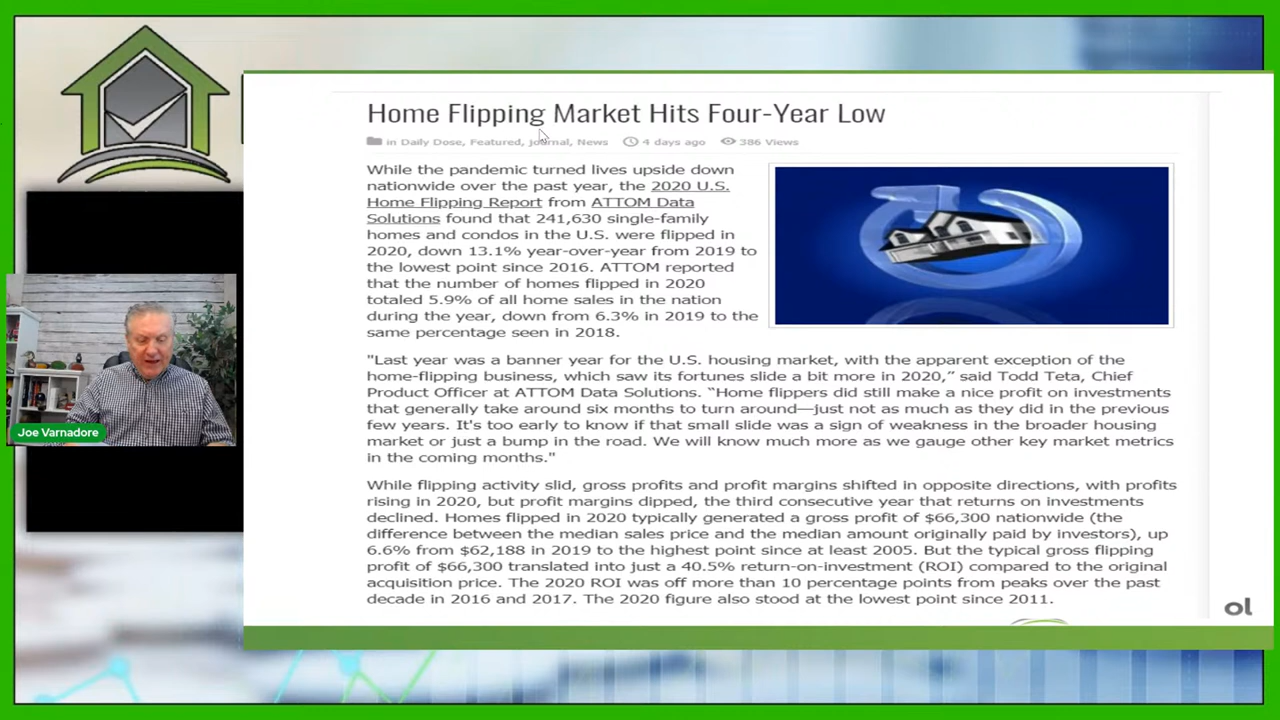 Home Flipping Market Hits Four-Year Low
in Daily Dose, Featured, journal, News 4 days ago 386 Views
While the pandemic turned lives upside down
nationwide over the past year, the 2020 U.S.
Home Flipping Report from ATTOM Data
Solutions found that 241,630 single-family
homes and condos in the U.S. were flipped in
2020, down 13.1% year-over-year from 2019 to
the lowest point since 2016. ATTOM reported
that the number of homes flipped in 2020
totaled 5.9% of all home sales in the nation
during the year, down from 6.3% in 2019 to the
same percentage seen in 2018.
"Last year was a banner year for the U.S. housing market, with the apparent exception of the
home-flipping business, which saw its fortunes slide a bit more in 2020,” said Todd Teta, Chief
Product Officer at ATTOM Data Solutions. “Home flippers did still make a nice profit on investments
that generally take around six months to turn around—just not as much as they did in the previous
few years. It's too early to know if that small slide was a sign of weakness in the broader housing
market or just a bump in the road. We will know much more as we gauge other key market metrics
in the coming months."
While flipping activity slid, gross profits and profit margins shifted in opposite directions, with profits
rising in 2020, but profit margins dipped, the third consecutive year that returns on investments
declined. Homes flipped in 2020 typically generated a gross profit of $66,300 nationwide (the
difference between the median sales price and the median amount originally paid by investors), up
6.6% from $62,188 in 2019 to the highest point since at least 2005. But the typical gross flipping
profit of $66,300 translated into just a 40.5% return-on-investment (ROI) compared to the original
acquisition price. The 2020 ROI was off more than 10 percentage points from peaks over the past
decade in 2016 and 2017. The 2020 figure also stood at the lowest point since 2011.
Joe Varnadore
ol